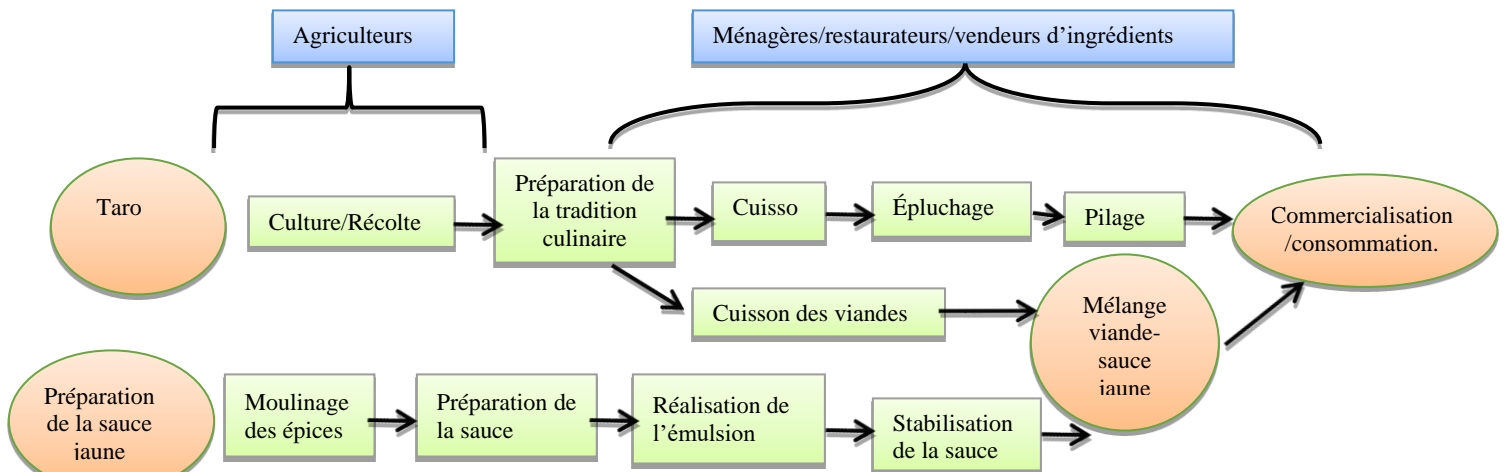 Agriculteurs
Ménagères/restaurateurs/vendeurs d'ingrédients
Taro
Culture/Récolte
Préparation de
la tradition
culinaire
Cuisso
Épluchage
Pilage
Commercialisation
/consommation.
Cuisson des viandes
Mélange
viande-
sauce
jaune
Préparation
de la sauce
jaune
Moulinage
des épices
Préparation de
la sauce
Réalisation de
l'émulsion
Stabilisation
de la sauce